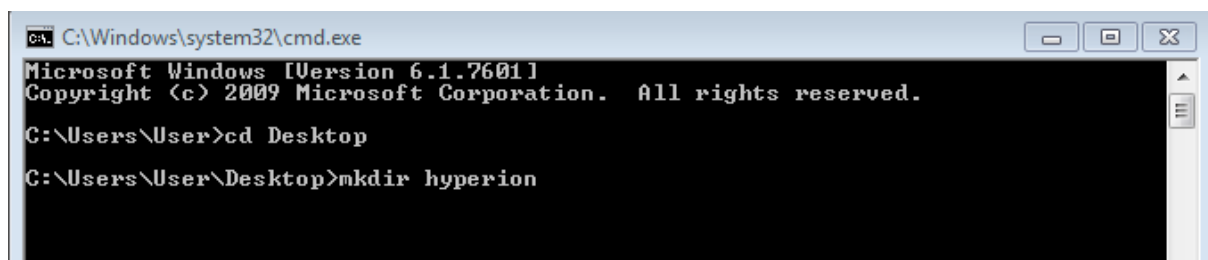 C:\Windows\system32\cmd.exe
Microsoft Windows [Version 6.1.7601]
Copyright (c) 2009 Microsoft Corporation.  All rights reserved.
C:\Users\User>cd Desktop
C:\Users\User\Desktop>mkdir hyperion